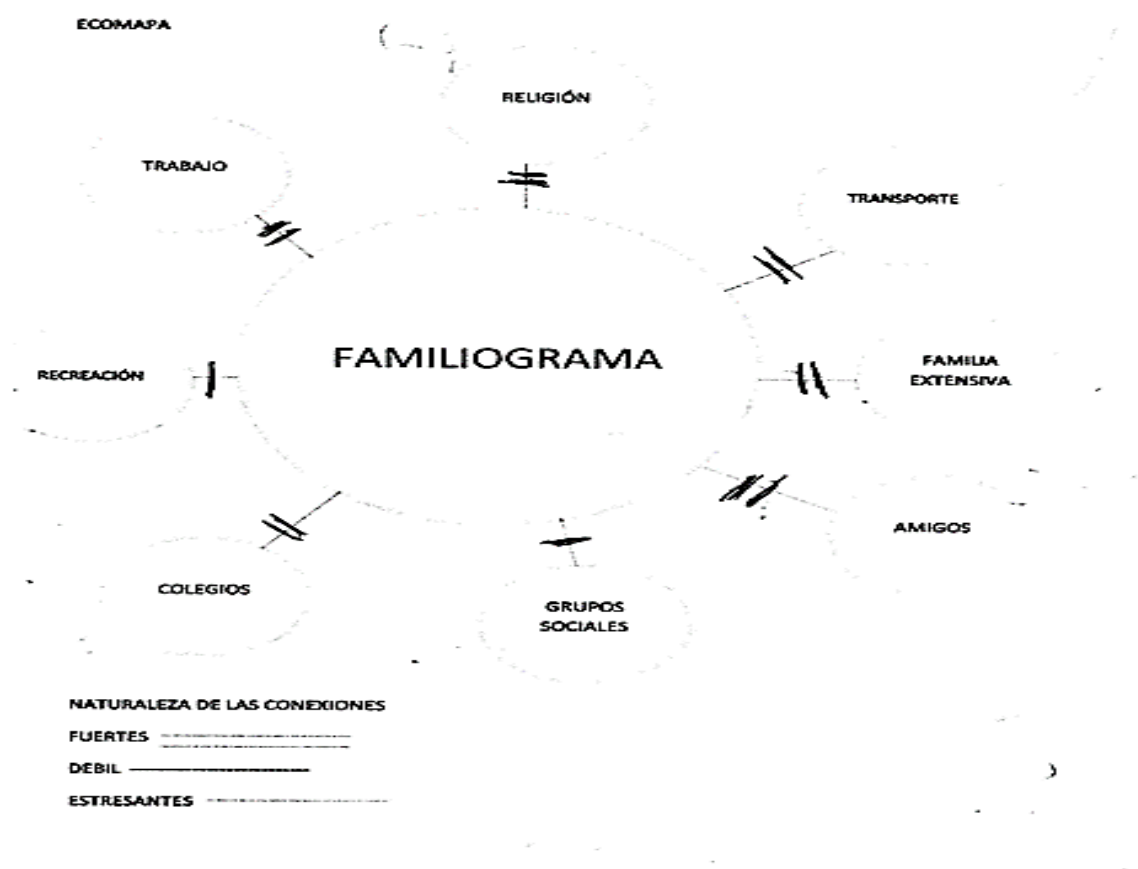 ECOMAPA
RELIGIÓN
TRABAJO
TRANSPORTE
FAMILIOGRAMA
RECREACIÓN
FAMILIA
EXTENSIVA
AMIGOS
COLEGIOS
GRUPOS
SOCIALES
NATURALEZA DE LAS CONEXIONES
FUERTES
DEBIL
ESTRESANTES